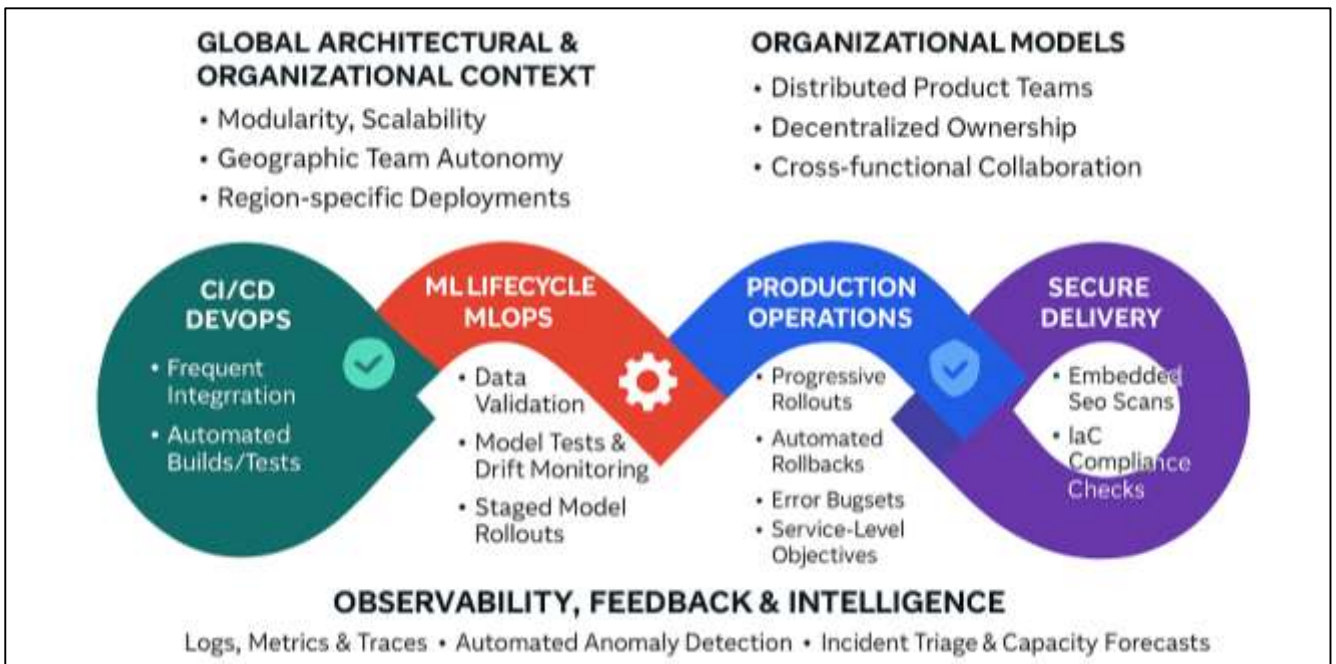 GLOBAL ARCHITECTURAL &
ORGANIZATIONAL CONTEXT
• Modularity, Scalability
• Geographic Team Autonomy
• Region-specific Deployments
ORGANIZATIONAL MODELS
• Distributed Product Teams
• Decentralized Ownership
• Cross-functional Collaboration
CI/CD
DEVOPS
• Frequent
Integrration
• Automated
Builds/Tests
ML LIFECYCLE
MLOPS
• Data
Validation
• Model Tests &
Drift Monitoring
• Staged Model
Rollouts
PRODUCTION
OPERATIONS
• Progressive
Rollouts
• Automated
Rollbacks
• Error Bugsets
• Service-Level
Objectives
SECURE
DELIVERY
• Embedded
Seo Scans
• IaC
Compliance
Checks
OBSERVABILITY, FEEDBACK & INTELLIGENCE
Logs, Metrics & Traces • Automated Anomaly Detection • Incident Triage & Capacity Forecasts